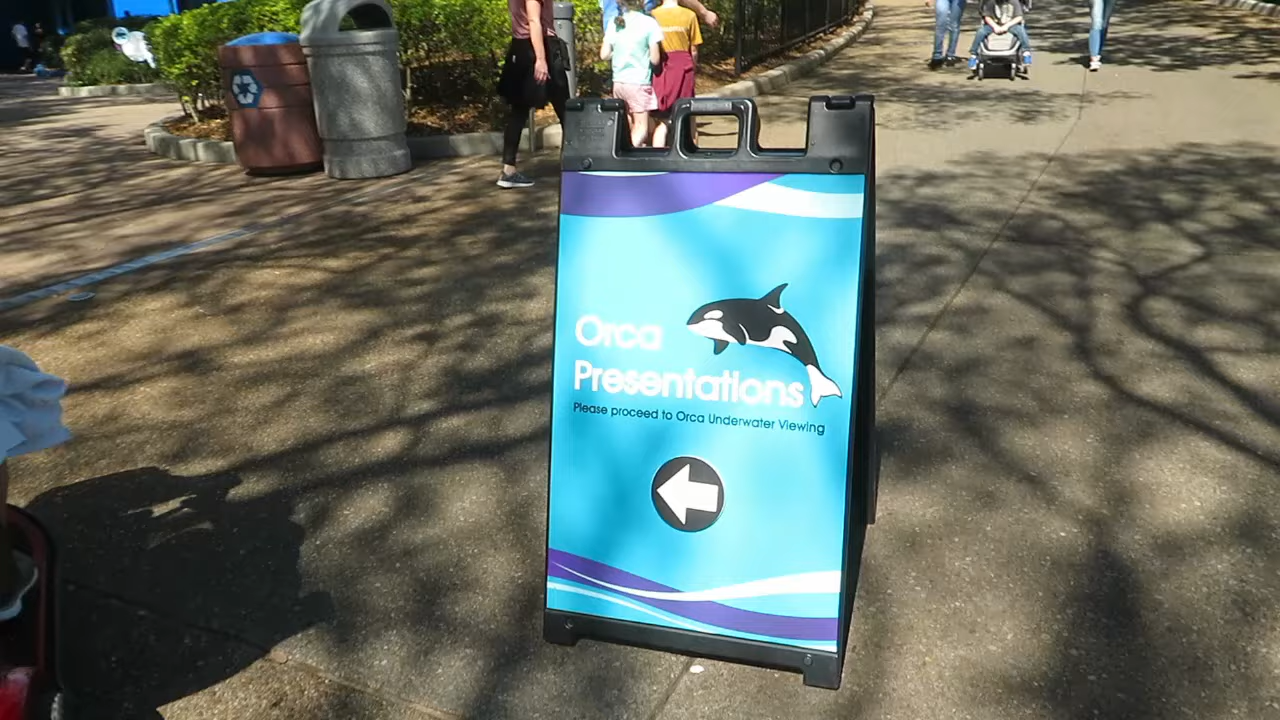 Orca
Presentations
Please proceed to Orca Underwater Viewing